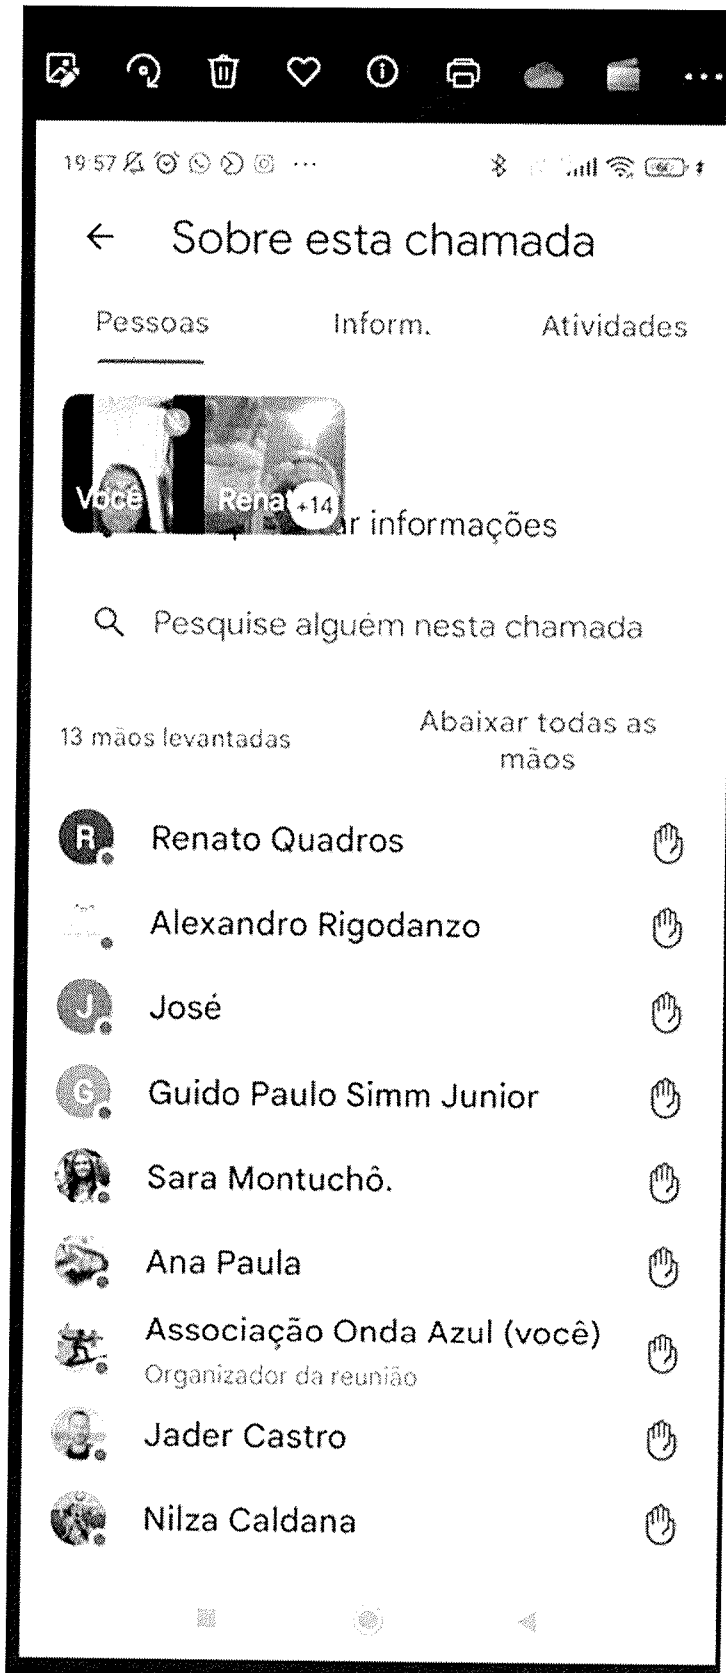 19:57
Sobre esta chamada
Pessoas Inform. Atividades
Você Rena +14
r informações
Pesquise alguém nesta chamada
13 mãos levantadas
Abaixar todas as
mãos
R Renato Quadros
Alexandro Rigodanzo
J José
G Guido Paulo Simm Junior
Sara Montuchô.
Ana Paula
Associação Onda Azul (você)
Organizador da reunião
Jader Castro
Nilza Caldana